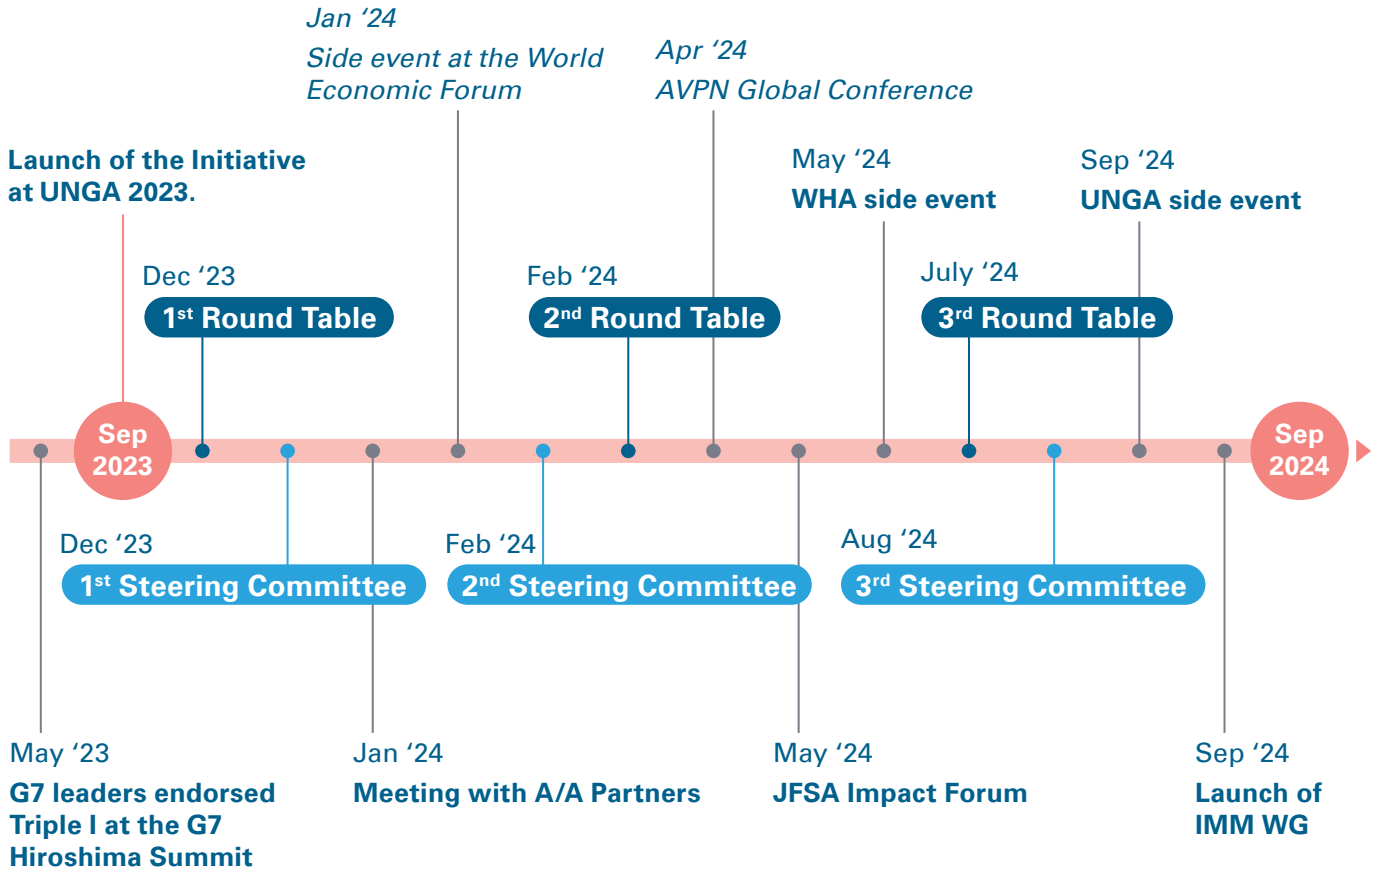 Jan ‘24
Side event at the World
Economic Forum
Apr ‘24
AVPN Global Conference
Launch of the Initiative
at UNGA 2023.
May ‘24
WHA side event
Sep ‘24
UNGA side event
Dec ‘23
1st Round Table
Feb ‘24
2nd Round Table
July ‘24
3rd Round Table
Sep
2023
Sep
2024
Dec ‘23
1st Steering Committee
Feb ‘24
2nd Steering Committee
Aug ‘24
3rd Steering Committee
May ‘23
G7 leaders endorsed
Triple I at the G7
Hiroshima Summit
Jan ‘24
Meeting with A/A Partners
May ‘24
JFSA Impact Forum
Sep ‘24
Launch of
IMM WG